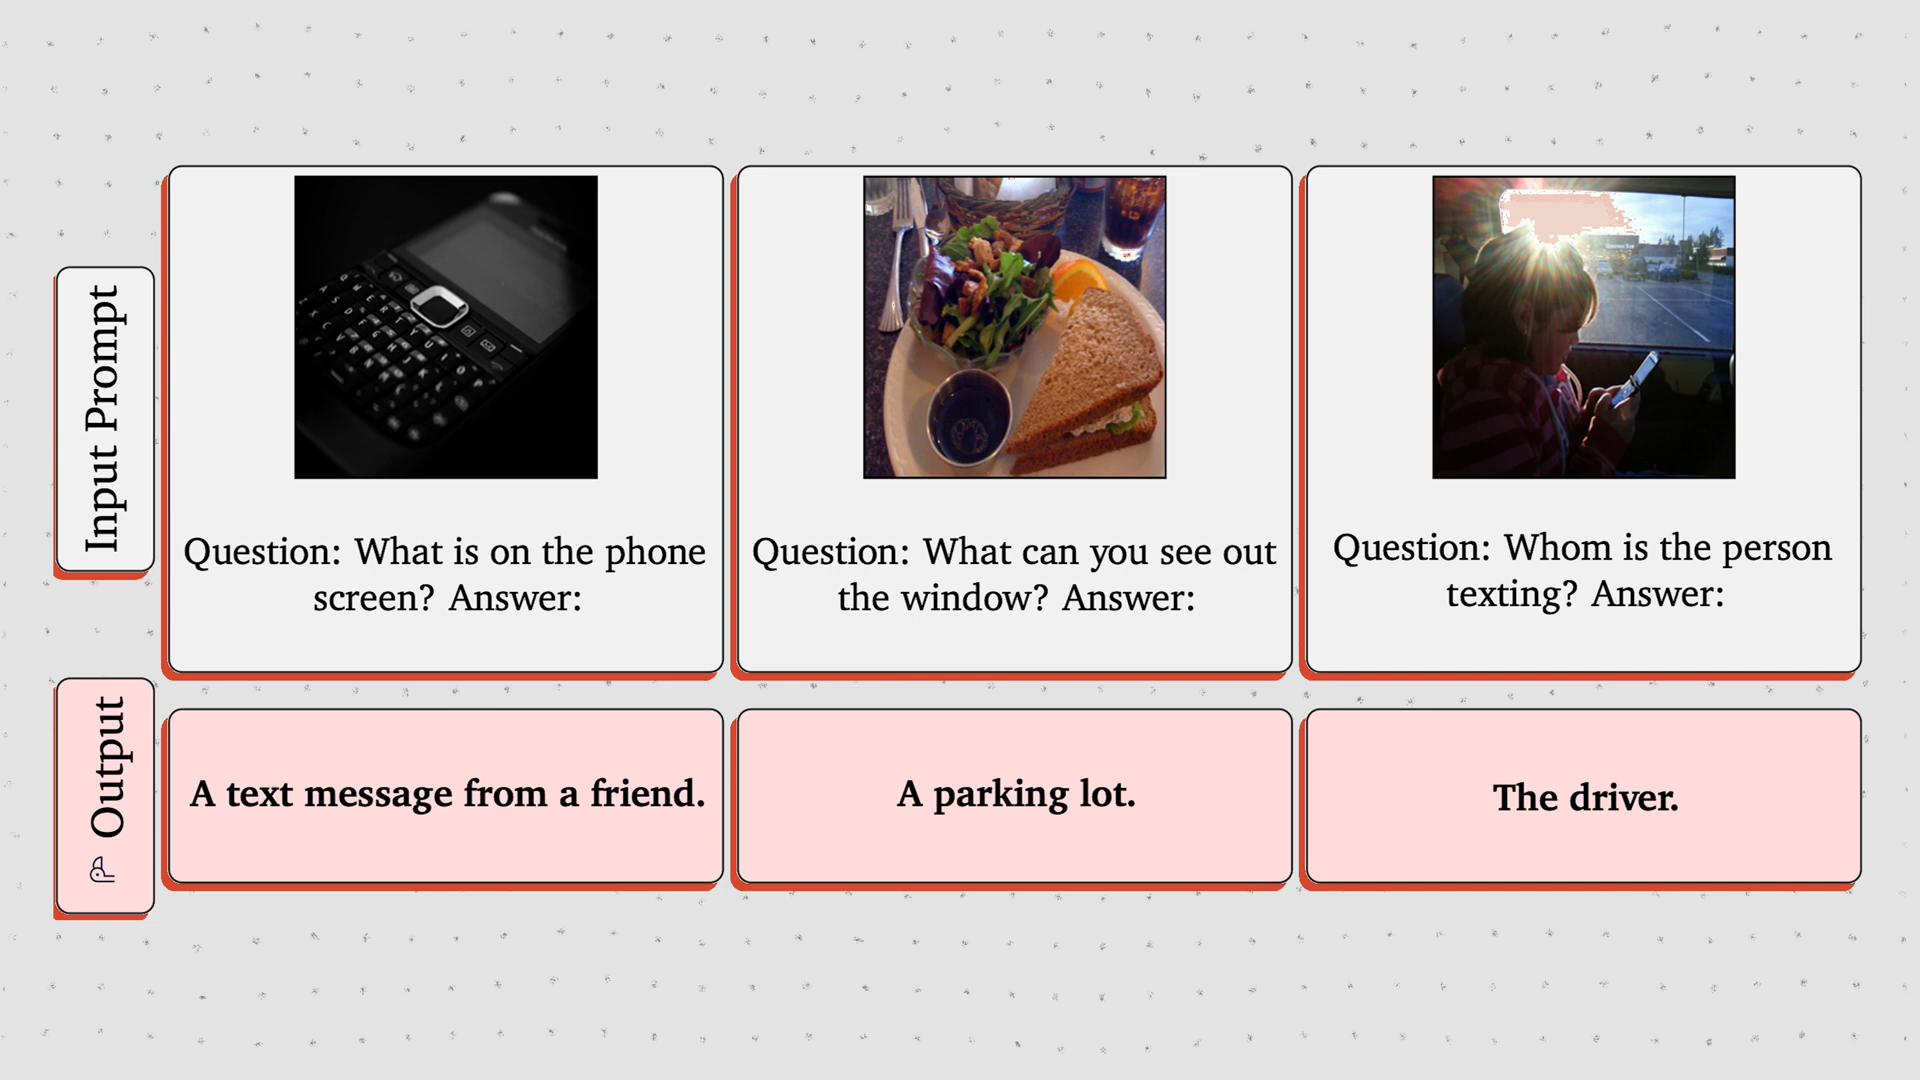 Input Prompt
Question: What is on the phone
screen? Answer:
Question: What can you see out
the window? Answer:
Question: Whom is the person
texting? Answer:
Output
A text message from a friend.
A parking lot.
The driver.